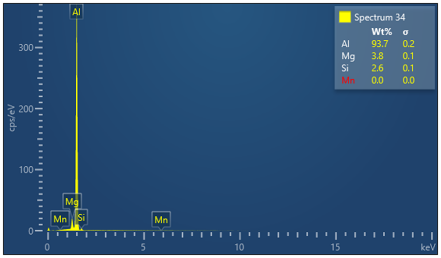 Al
Spectrum 34
Wt% σ
Al 93.7 0.2
Mg 3.8 0.1
Si 2.6 0.1
Mn 0.0 0.0
cps/eV
300
200
100
0
Mg
Mn Si Mn
0 5 10 15 keV